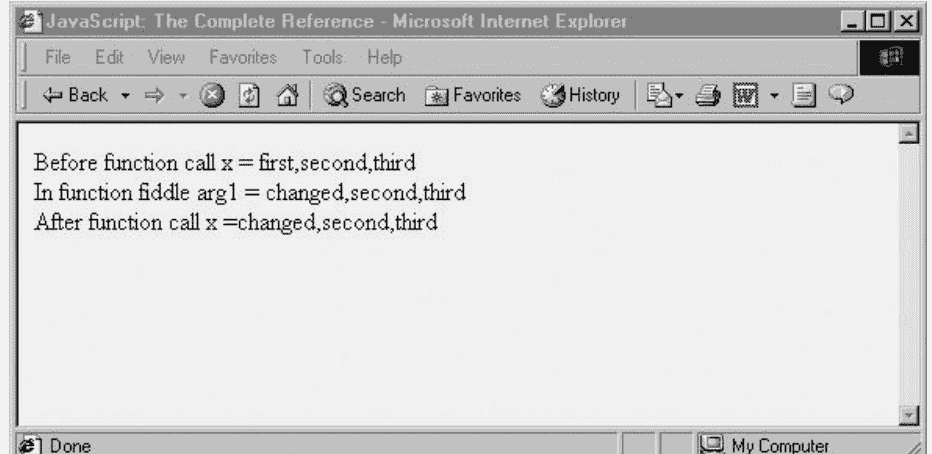 JavaScript: The Complete Reference - Microsoft Internet Explorer
File Edit View Favorites Tools Help
Back Search Favorites History
Before function call x = first,second,third
In function fiddle arg1 = changed,second,third
After function call x =changed,second,third
Done My Computer